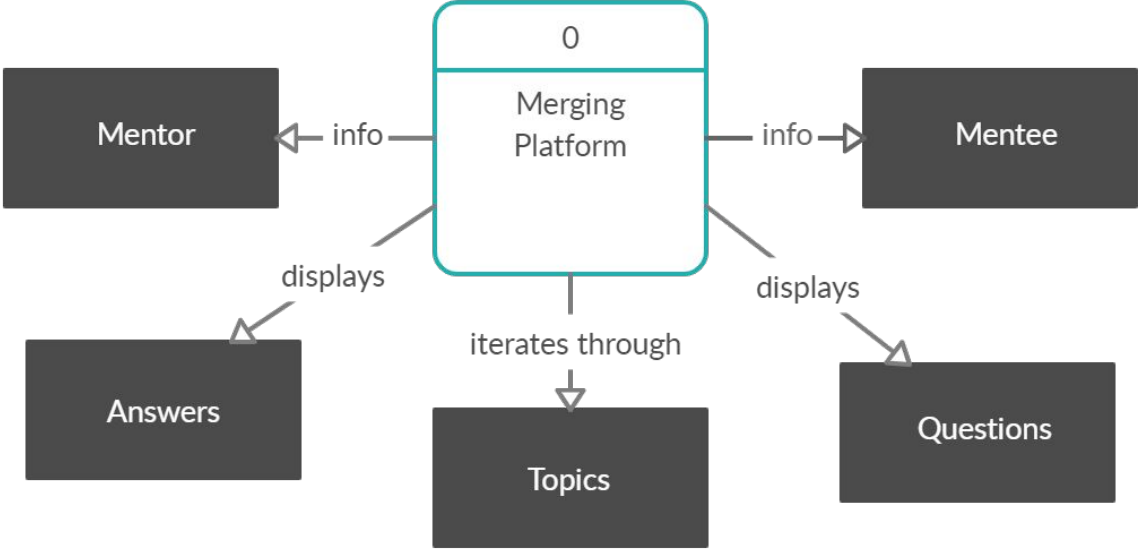 0
Merging
Platform
Mentor
info
info
Mentee
displays
displays
iterates through
Answers
Questions
Topics